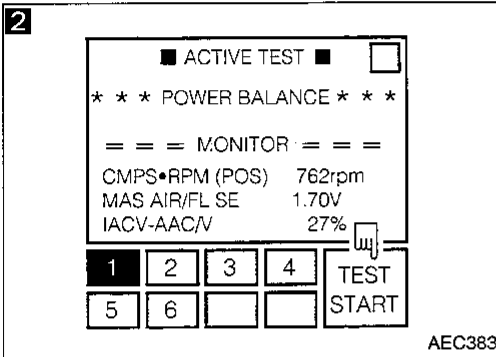 2
■ ACTIVE TEST ■
* * * POWER BALANCE * * *
= = = MONITOR = = =
CMPS•RPM (POS) 762rpm
MAS AIR/FL SE 1.70V
IACV-AAC/V 27%
1 2 3 4 TEST
5 6 START
AEC383